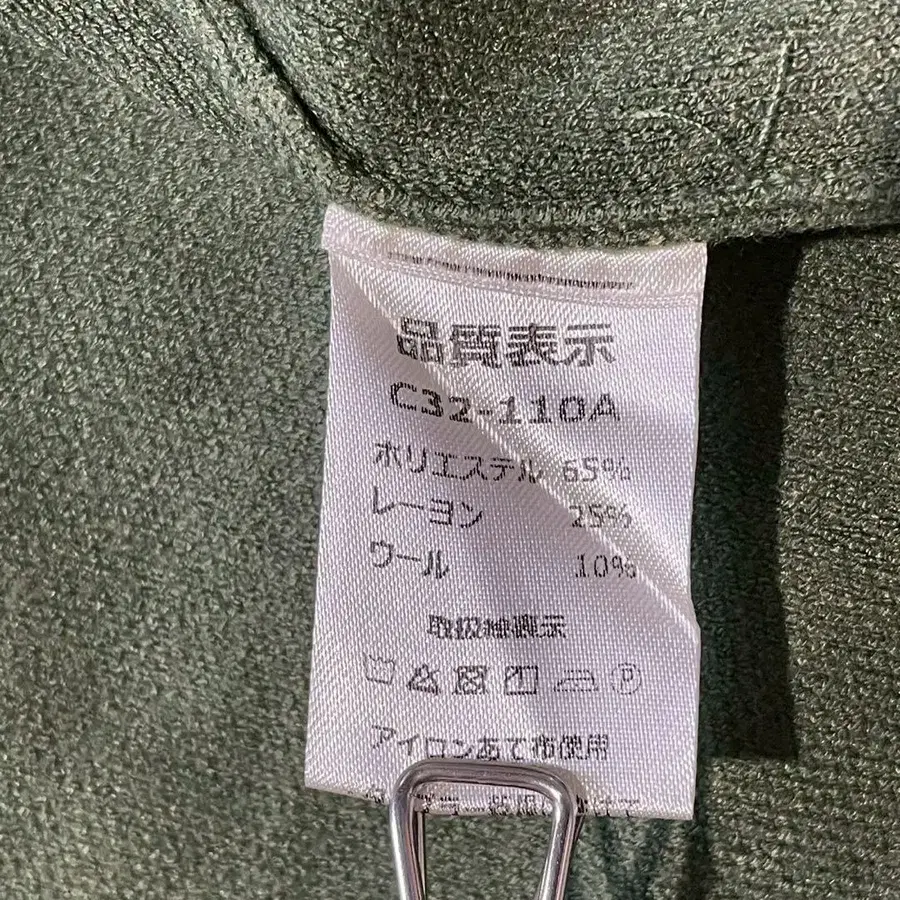 品質表示
C32-110A
ポリエステル 65%
レーヨン 25%
ウール 10%
取扱袖表示
アイロンあて布使用